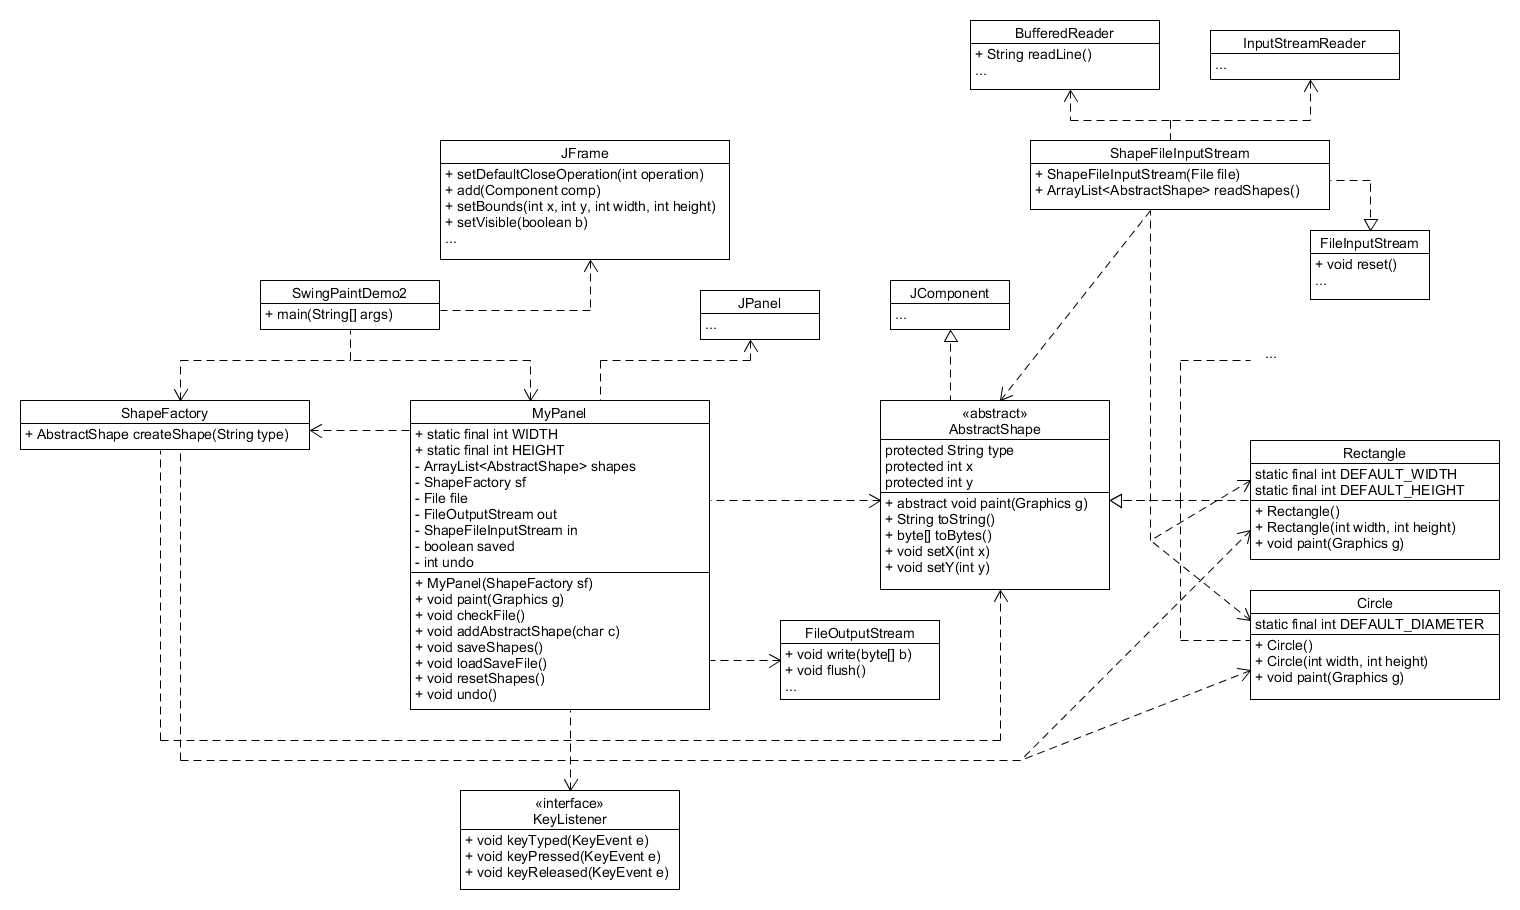 BufferedReader
+ String readLine()
...
InputStreamReader
...
JFrame
+ setDefaultCloseOperation(int operation)
+ add(Component comp)
+ setBounds(int x, int y, int width, int height)
+ setVisible(boolean b)
...
ShapeFileInputStream
+ ShapeFileInputStream(File file)
+ ArrayList<AbstractShape> readShapes()
FileInputStream
+ void reset()
...
SwingPaintDemo2
+ main(String[] args)
JPanel
...
JComponent
...
...
ShapeFactory
+ AbstractShape createShape(String type)
MyPanel
+ static final int WIDTH
+ static final int HEIGHT
- ArrayList<AbstractShape> shapes
- ShapeFactory sf
- File file
- FileOutputStream out
- ShapeFileInputStream in
- boolean saved
- int undo
+ MyPanel(ShapeFactory sf)
+ void paint(Graphics g)
+ void checkFile()
+ void addAbstractShape(char c)
+ void saveShapes()
+ void loadSaveFile()
+ void resetShapes()
+ void undo()
«abstract»
AbstractShape
protected String type
protected int x
protected int y
+ abstract void paint(Graphics g)
+ String toString()
+ byte[] toBytes()
+ void setX(int x)
+ void setY(int y)
Rectangle
static final int DEFAULT_WIDTH
static final int DEFAULT_HEIGHT
+ Rectangle()
+ Rectangle(int width, int height)
+ void paint(Graphics g)
Circle
static final int DEFAULT_DIAMETER
+ Circle()
+ Circle(int width, int height)
+ void paint(Graphics g)
FileOutputStream
+ void write(byte[] b)
+ void flush()
...
«interface»
KeyListener
+ void keyTyped(KeyEvent e)
+ void keyPressed(KeyEvent e)
+ void keyReleased(KeyEvent e)